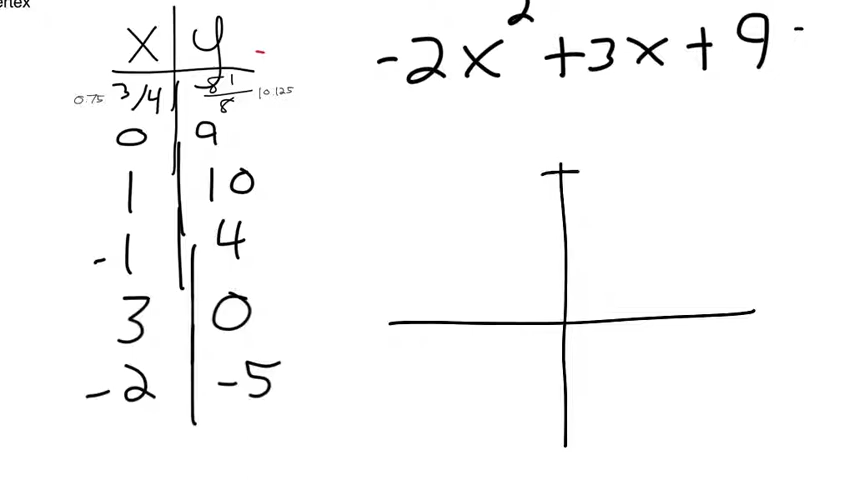 ertex
x y -
-2x² +3x + 9 -
0.75 3/4 81/8 10.125
0 9
1 10
-1 4
3 0
-2 -5